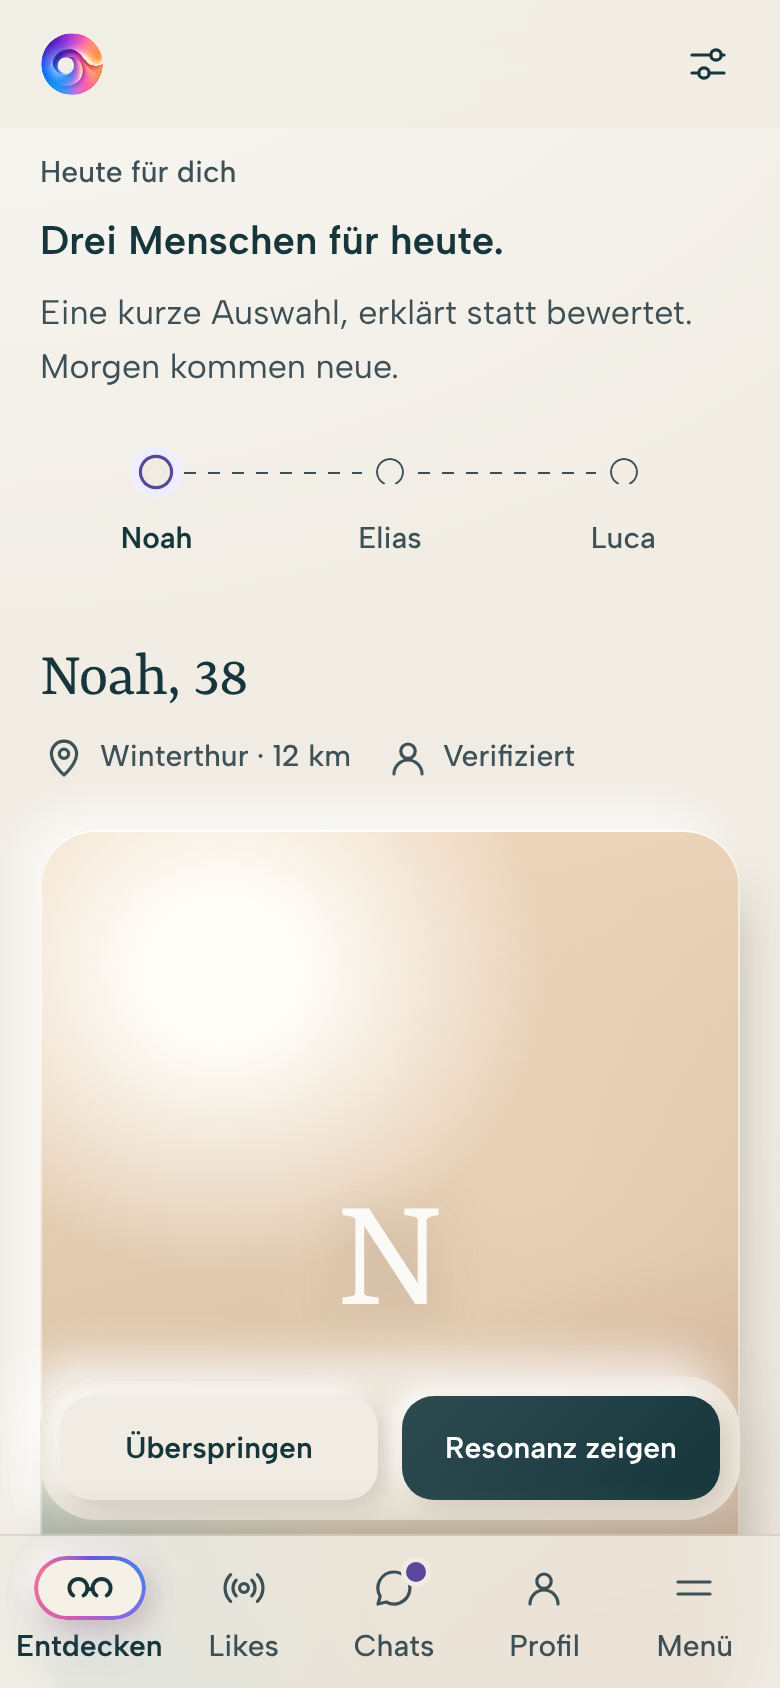 Heute für dich
Drei Menschen für heute.
Eine kurze Auswahl, erklärt statt bewertet.
Morgen kommen neue.
Noah Elias Luca
Noah, 38
Winterthur · 12 km Verifiziert
N
Überspringen Resonanz zeigen
Entdecken Likes Chats Profil Menü